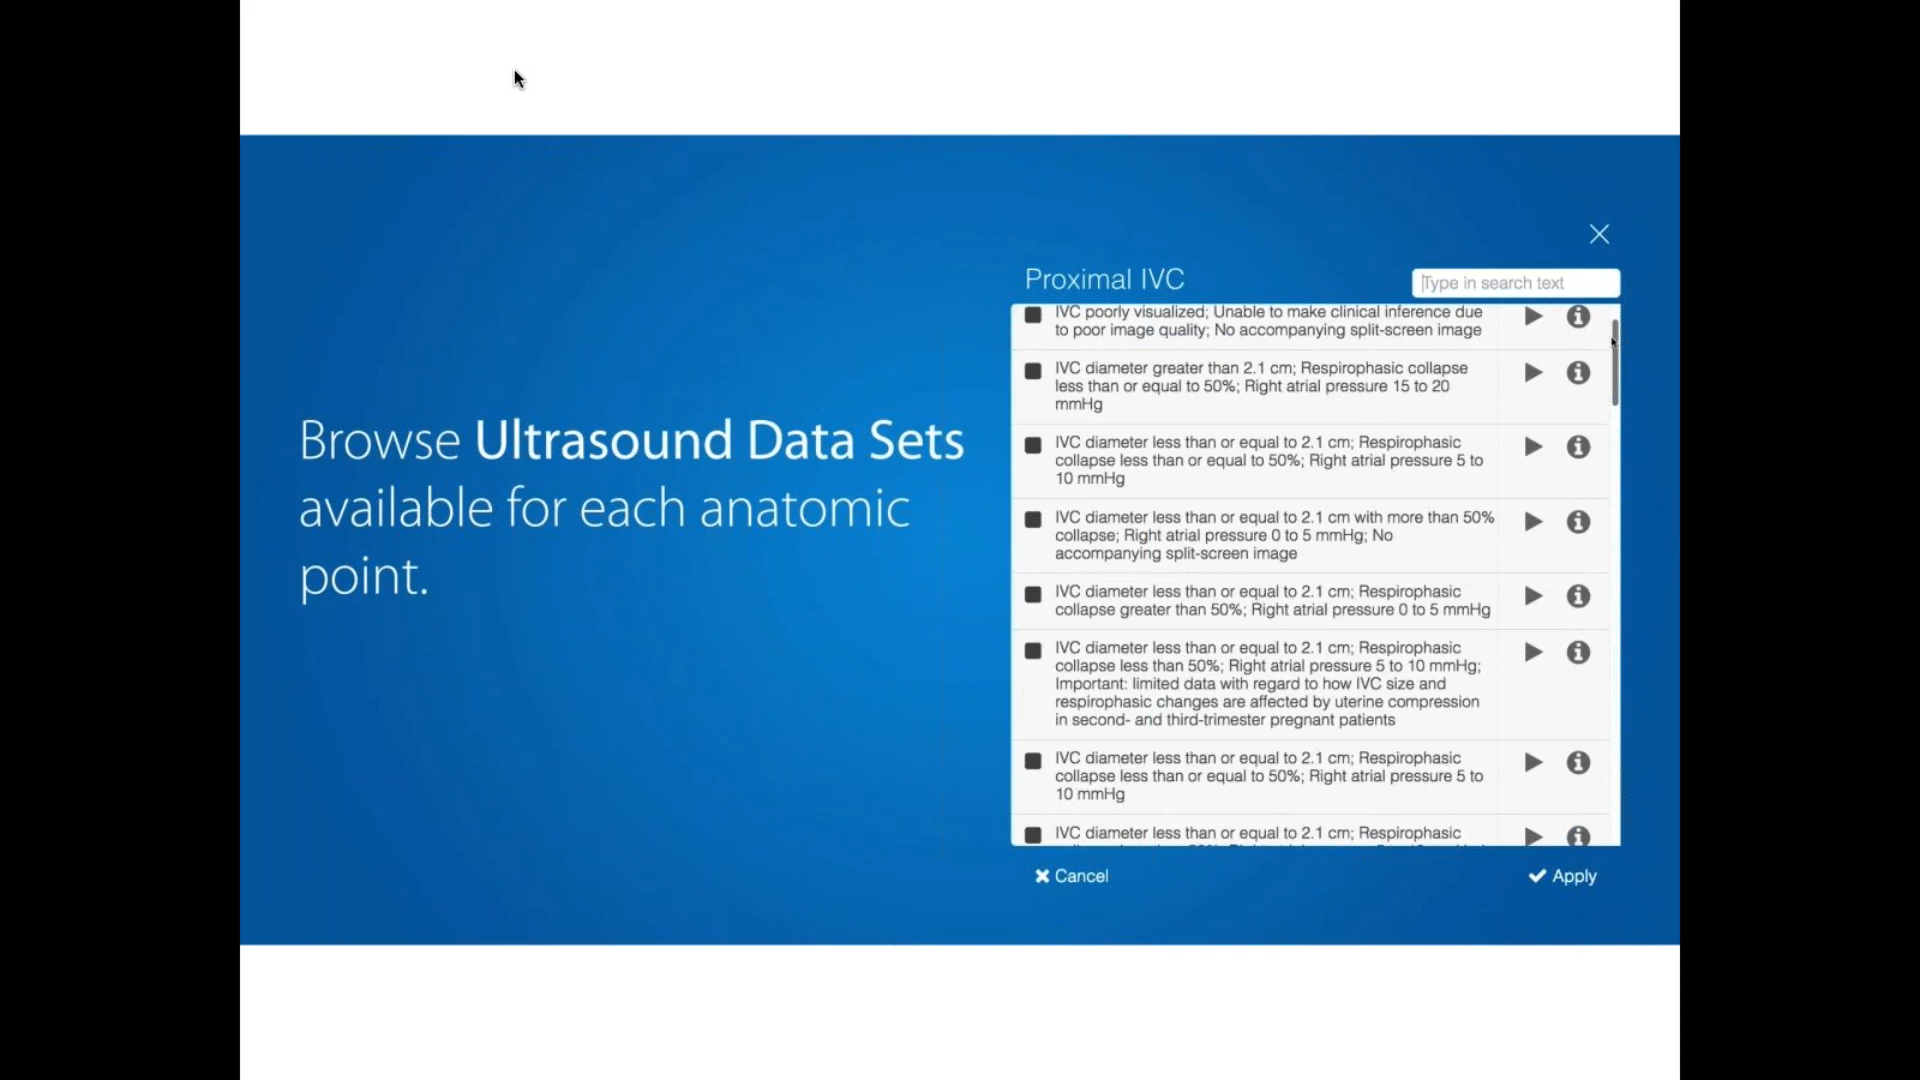 Browse Ultrasound Data Sets
available for each anatomic
point.
Proximal IVC
Type in search text
IVC poorly visualized; Unable to make clinical inference due
to poor image quality; No accompanying split-screen image
IVC diameter greater than 2.1 cm; Respirophasic collapse
less than or equal to 50%; Right atrial pressure 15 to 20
mmHg
IVC diameter less than or equal to 2.1 cm; Respirophasic
collapse less than or equal to 50%; Right atrial pressure 5 to
10 mmHg
IVC diameter less than or equal to 2.1 cm with more than 50%
collapse; Right atrial pressure 0 to 5 mmHg; No
accompanying split-screen image
IVC diameter less than or equal to 2.1 cm; Respirophasic
collapse greater than 50%; Right atrial pressure 0 to 5 mmHg
IVC diameter less than or equal to 2.1 cm; Respirophasic
collapse less than 50%; Right atrial pressure 5 to 10 mmHg;
Important: limited data with regard to how IVC size and
respirophasic changes are affected by uterine compression
in second- and third-trimester pregnant patients
IVC diameter less than or equal to 2.1 cm; Respirophasic
collapse less than or equal to 50%; Right atrial pressure 5 to
10 mmHg
IVC diameter less than or equal to 2.1 cm; Respirophasic
Cancel
Apply